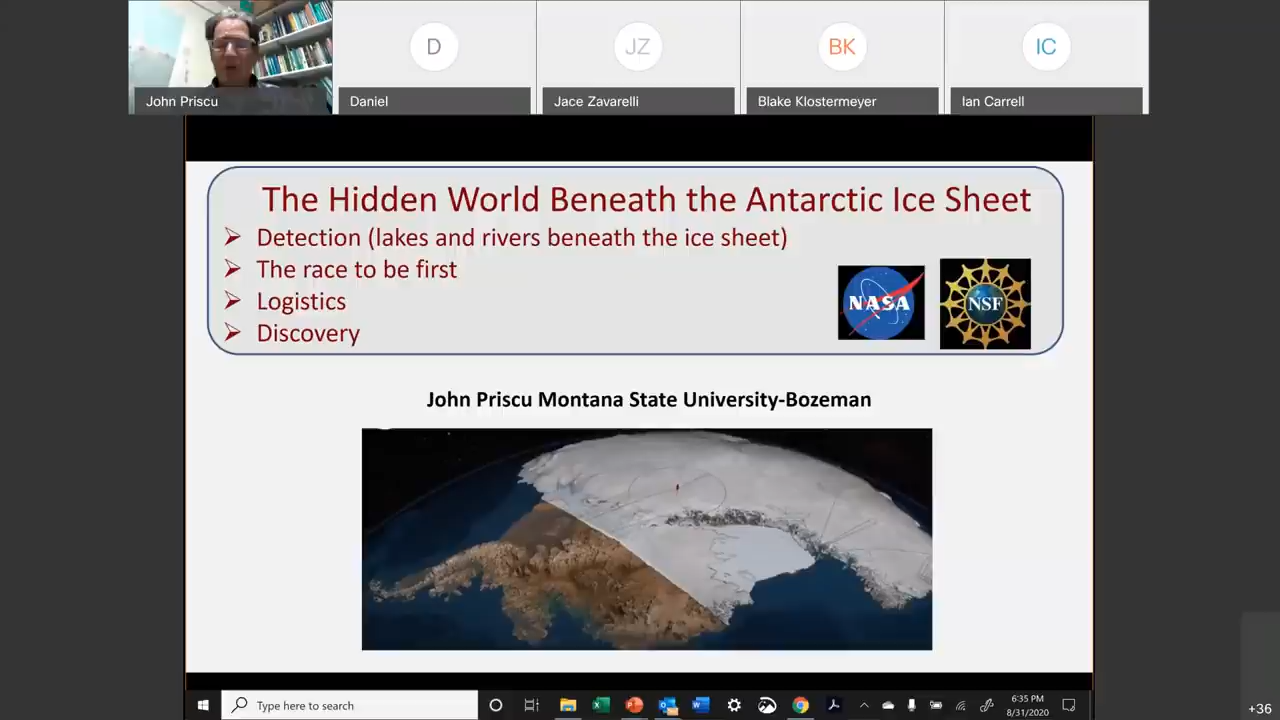 D
JZ
BK
IC
John Priscu
Daniel
Jace Zavarelli
Blake Klostermeyer
Ian Carrell
The Hidden World Beneath the Antarctic Ice Sheet
Detection (lakes and rivers beneath the ice sheet)
The race to be first
Logistics
Discovery
NASA
NSF
John Priscu Montana State University-Bozeman
Type here to search
6:35 PM
8/31/2020
+36